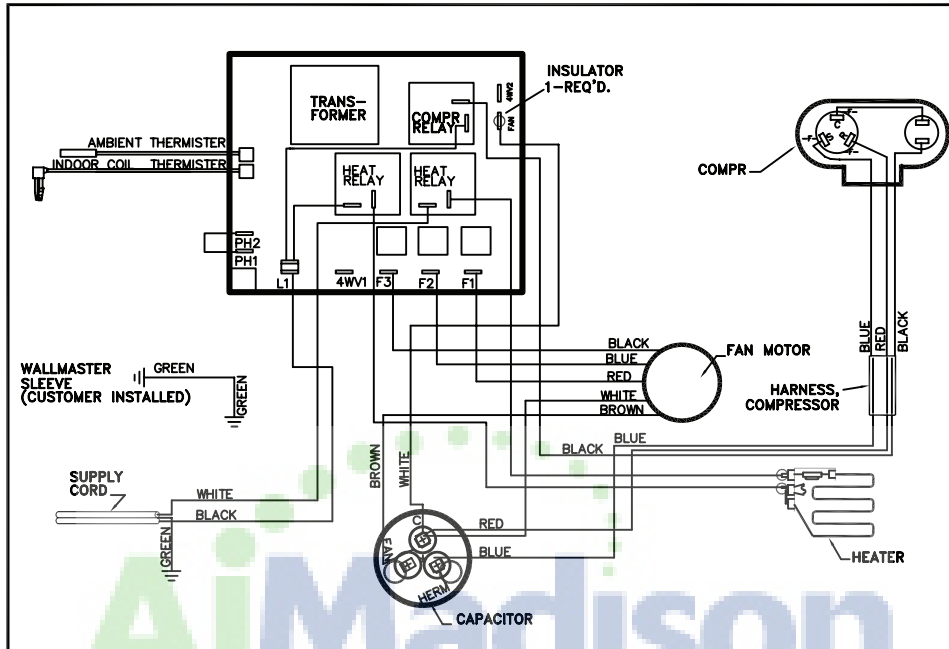 INSULATOR
1-REQ'D.
TRANS-
FORMER
COMPR
RELAY
4WV2
FAN
AMBIENT THERMISTER
INDOOR COIL THERMISTER
HEAT
RELAY
HEAT
RELAY
COMPR
C
S
R
PH2
PH1
L1
4WV1
F3
F2
F1
BLUE
RED
BLACK
BLACK
BLUE
RED
WHITE
BROWN
FAN MOTOR
WALLMASTER
SLEEVE
(CUSTOMER INSTALLED)
GREEN
GREEN
HARNESS,
COMPRESSOR
BLUE
BLACK
BROWN
WHITE
SUPPLY
CORD
WHITE
BLACK
GREEN
C
FAN
HERM
RED
BLUE
HEATER
CAPACITOR
AiMadison